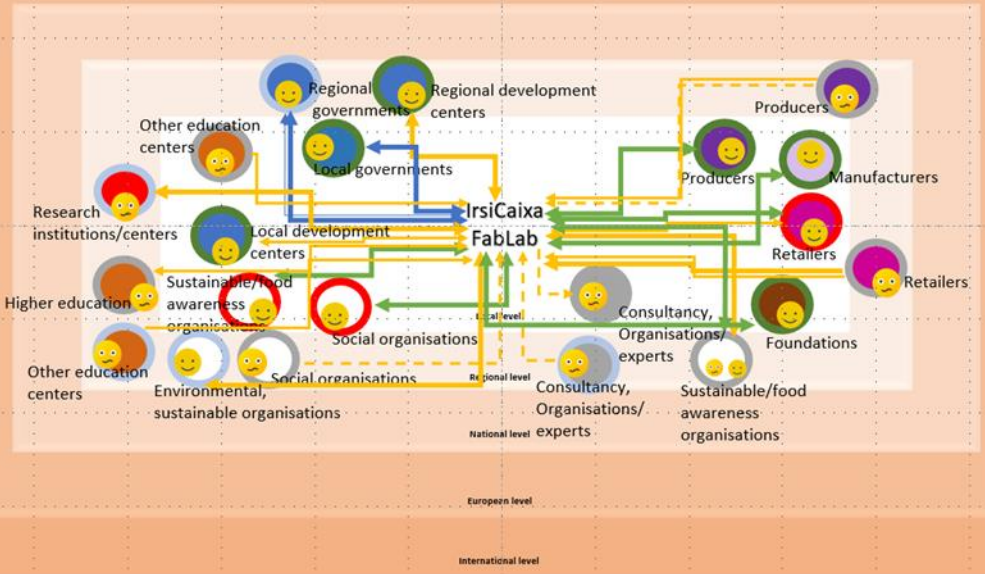 Regional
governments
Regional development
centers
Producers
Other education
centers
Local governments
Producers
Manufacturers
Research
institutions/centers
IrsiCaixa
FabLab
Local development
centers
Retailers
Higher education
Sustainable/food
awareness
organisations
Retailers
Local level
Social organisations
Consultancy,
Organisations/
experts
Foundations
Other education
centers
Environmental,
sustainable organisations
Social organisations
Regional level
Consultancy,
Organisations/
experts
Sustainable/food
awareness
organisations
National level
European level
International level